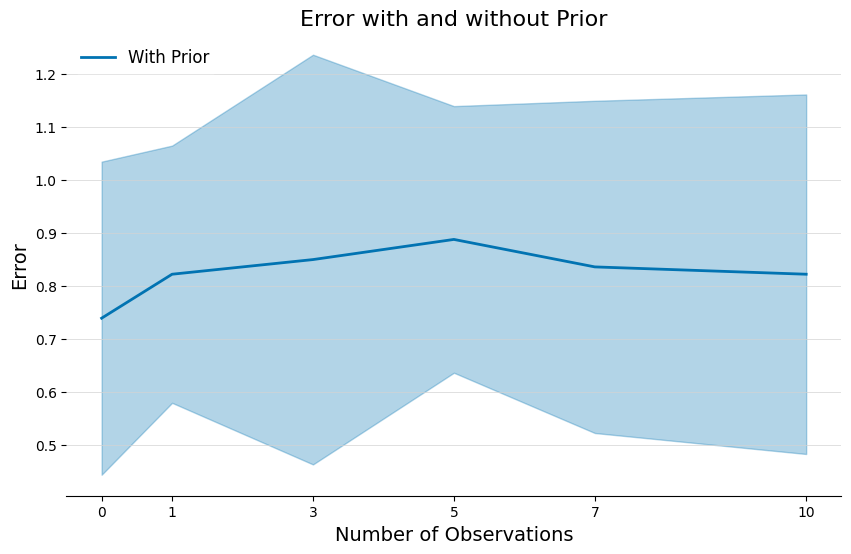 Error with and without Prior
With Prior
1.2
1.1
1.0
0.9
0.8
0.7
0.6
0.5
Error
0 1 3 5 7 10
Number of Observations